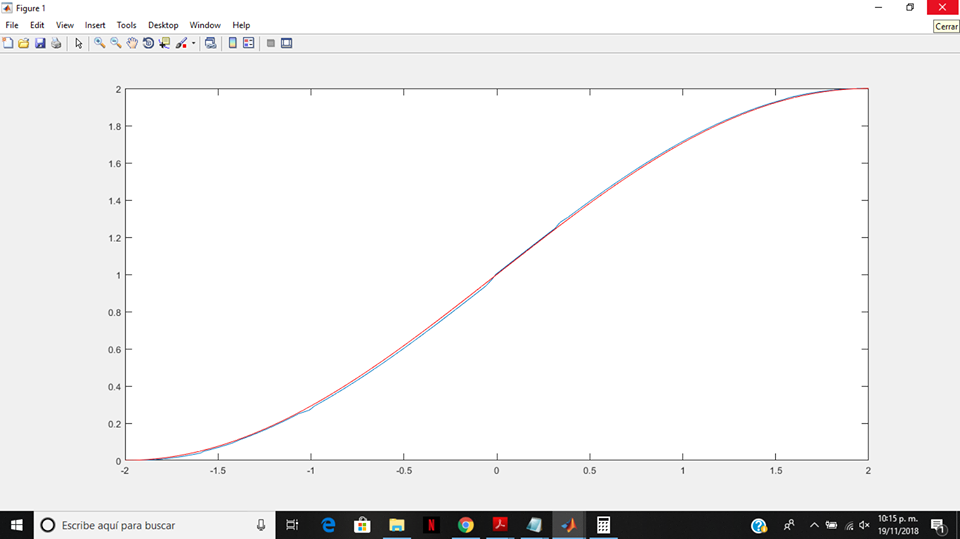 Figure 1
File Edit View Insert Tools Desktop Window Help
Cerrar
2
1.8
1.6
1.4
1.2
1
0.8
0.6
0.4
0.2
0
-2 -1.5 -1 -0.5 0 0.5 1 1.5 2
Escribe aquí para buscar
10:15 p. m.
19/11/2018
1